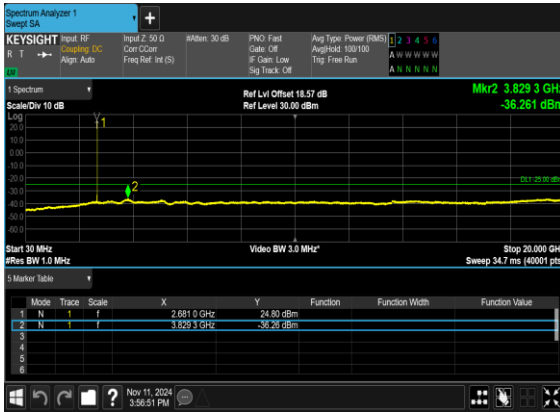 Spectrum Analyzer 1
Swept SA
+
KEYSIGHT Input: RF Input Z: 50 Ω #Atten: 30 dB PNO: Fast Avg Type: Power (RMS) 1 2 3 4 5 6
R T Coupling: DC Corr CCorr Gate: Off Avg|Hold: 100/100 A W W W W W
Align: Auto Freq Ref: Int (S) IF Gain: Low Trig: Free Run
Sig Track: Off A N N N N N
LXI
1 Spectrum
Ref Lvl Offset 18.57 dB Mkr2 3.829 3 GHz
Scale/Div 10 dB Ref Level 30.00 dBm -36.261 dBm
Log
1
20.0
10.0
0.00
-10.0
-20.0
DL1 -25.00 dBm
2
-30.0
-40.0
-50.0
-60.0
Start 30 MHz Video BW 3.0 MHz* Stop 20.000 GHz
#Res BW 1.0 MHz Sweep 34.7 ms (40001 pts)
5 Marker Table
Mode Trace Scale X Y Function Function Width Function Value
1 N 1 f 2.681 0 GHz 24.80 dBm
2 N 1 f 3.829 3 GHz -36.26 dBm
3
4
5
6
? Nov 11, 2024
3:56:51 PM